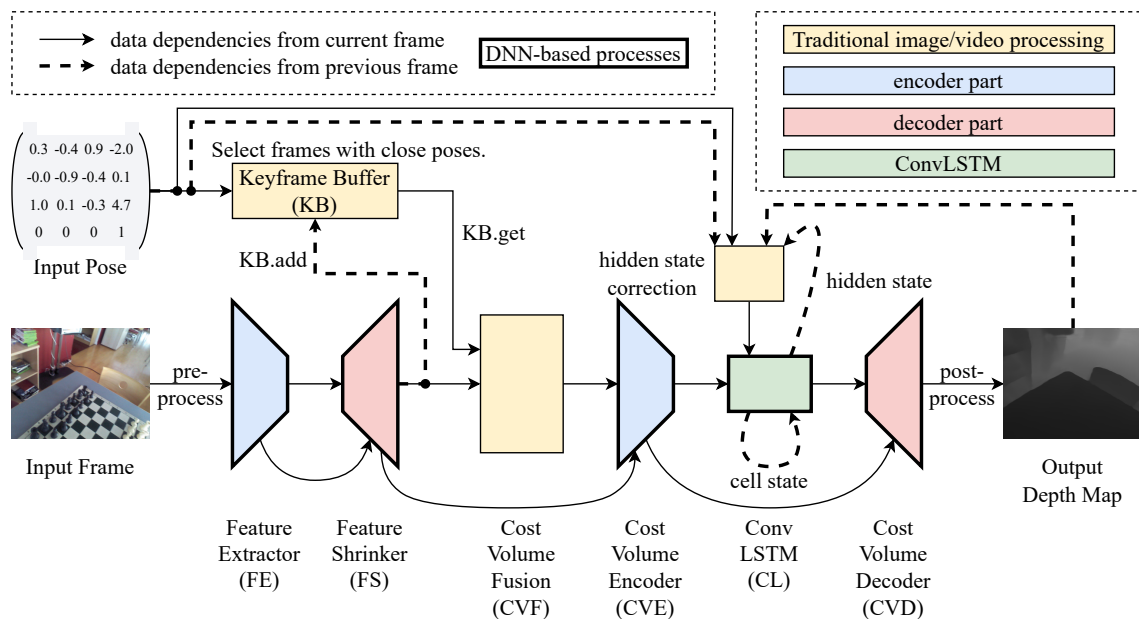 data dependencies from current frame
data dependencies from previous frame
DNN-based processes
Traditional image/video processing
encoder part
decoder part
ConvLSTM
0.3 -0.4 0.9 -2.0
-0.0 -0.9 -0.4 0.1
1.0 0.1 -0.3 4.7
0 0 0 1
Input Pose
Select frames with close poses.
Keyframe Buffer
(KB)
KB.get
KB.add
hidden state
correction
hidden state
pre-
process
post-
process
cell state
Input Frame
Output
Depth Map
Feature
Extractor
(FE)
Feature
Shrinker
(FS)
Cost
Volume
Fusion
(CVF)
Cost
Volume
Encoder
(CVE)
Conv
LSTM
(CL)
Cost
Volume
Decoder
(CVD)